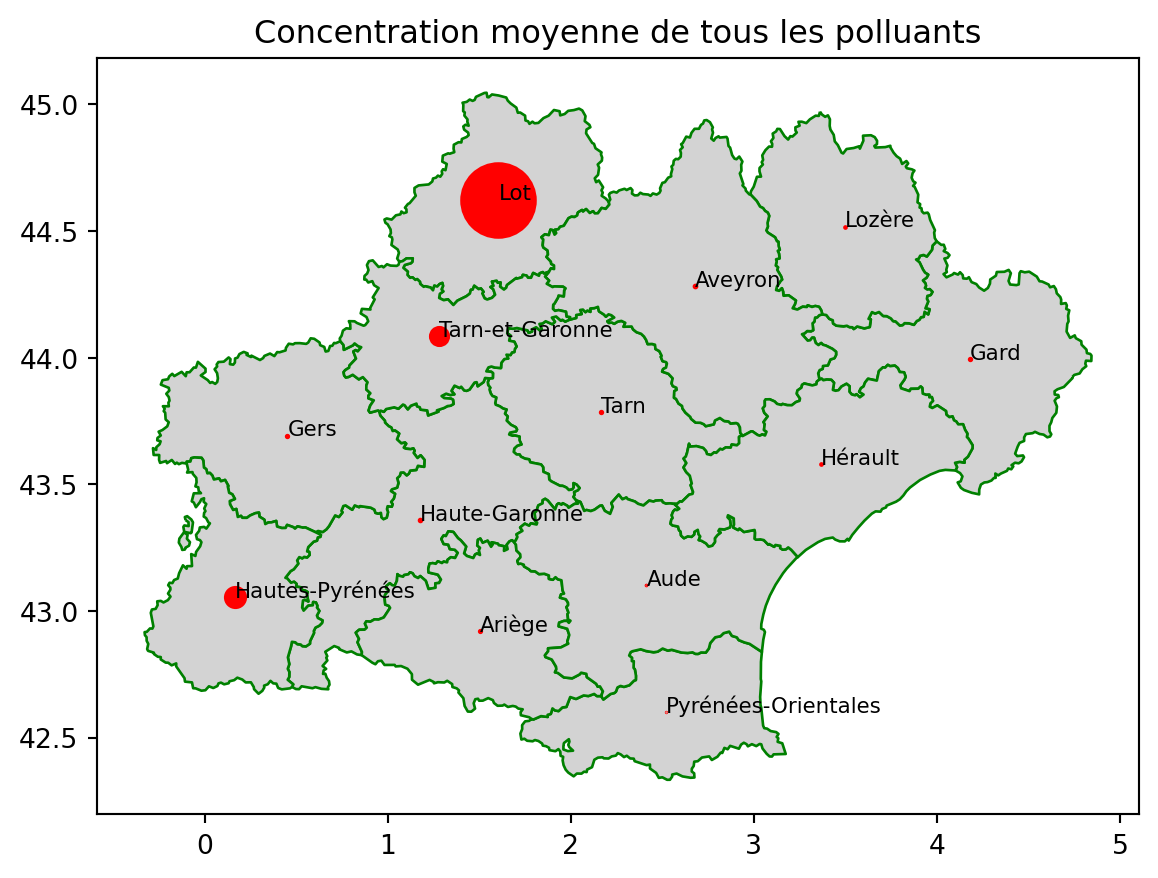 Concentration moyenne de tous les polluants
45.0
44.5
44.0
43.5
43.0
42.5
Lot
Lozère
Aveyron
Tarn-et-Garonne
Gard
Tarn
Gers
Hérault
Haute-Garonne
Aude
Hautes-Pyrénées
Ariège
Pyrénées-Orientales
0 1 2 3 4 5